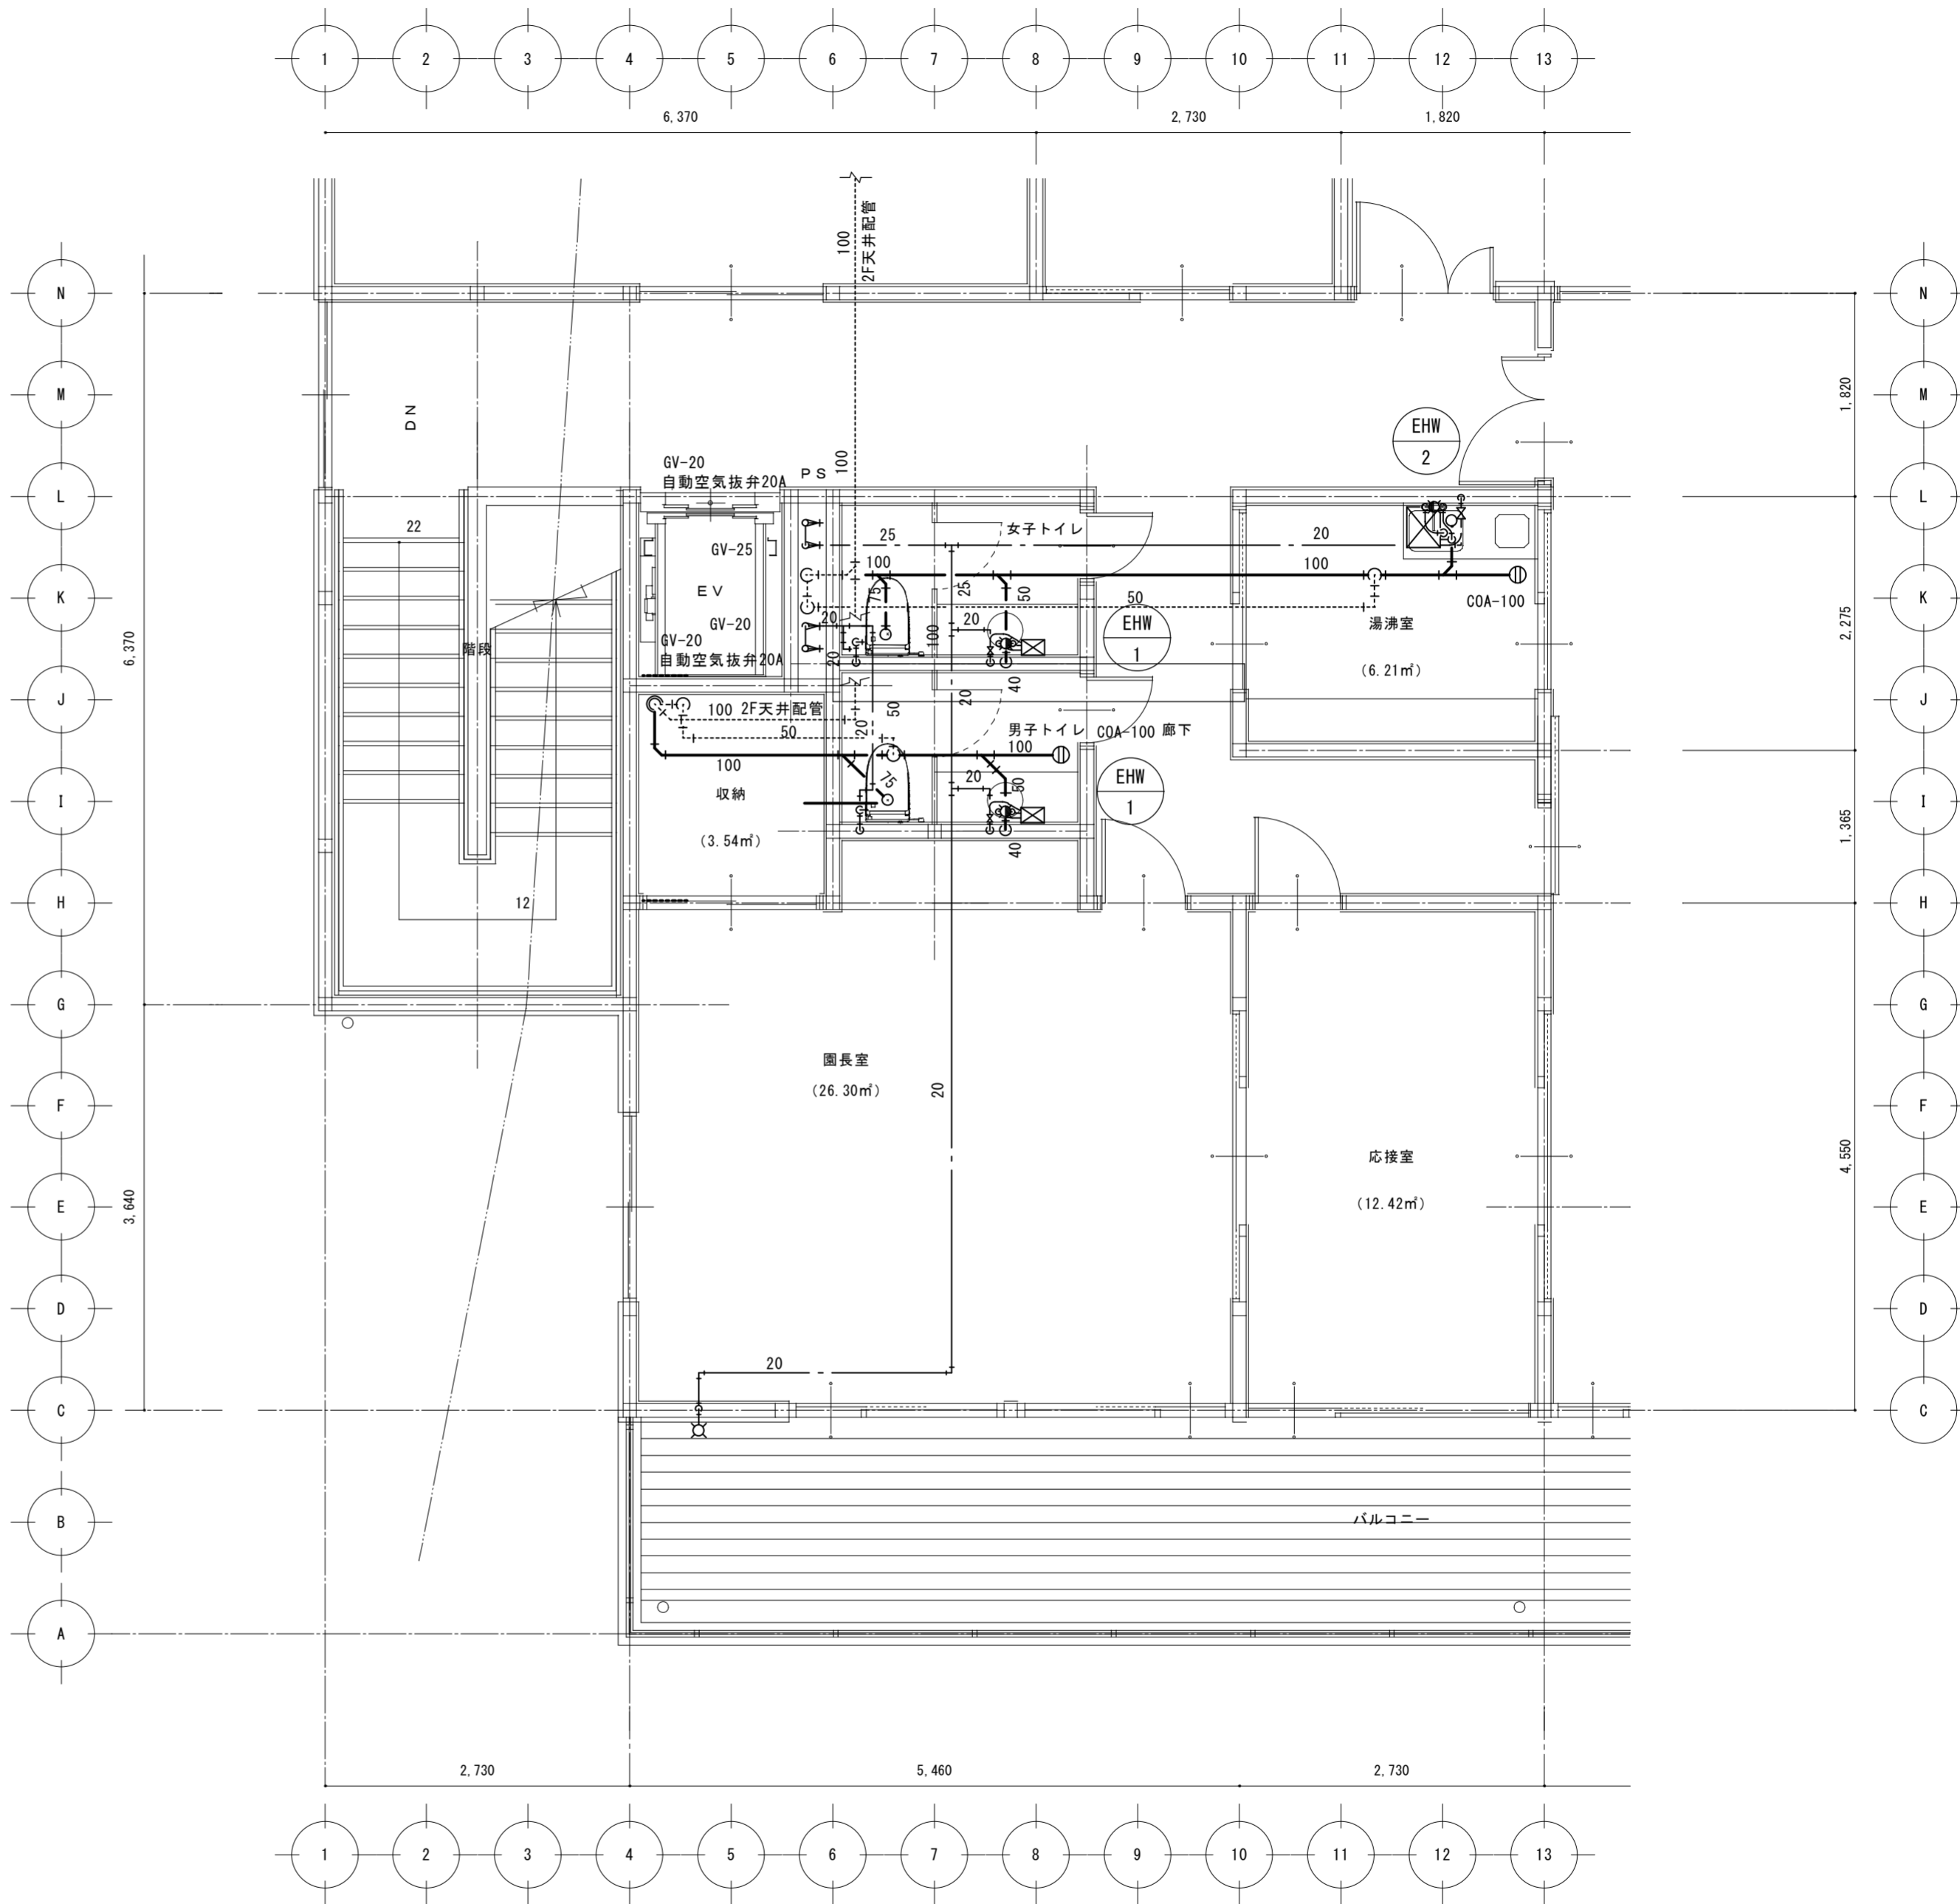 1
2
3
4
5
6
7
8
9
10
11
12
13
6,370
2,730
1,820
100
2F天井配管
N
N
M
M
1,820
DN
EHW
2
GV-20
自動空気抜弁20A
PS
100
L
L
22
女子トイレ
25
20
GV-25
100
100
K
K
EV
75
25
50
50
COA-100
GV-20
20
EHW
1
湯沸室
2,275
6,370
階段
GV-20
自動空気抜弁20A
20
100
(6.21㎡)
40
J
J
100 2F天井配管
50
20
50
20
男子トイレ
COA-100
廊下
100
100
75
20
50
EHW
1
I
I
収納
(3.54㎡)
40
1,365
12
H
H
G
G
園長室
(26.30㎡)
20
F
F
応接室
(12.42㎡)
4,550
3,640
E
E
D
D
20
C
C
バルコニー
B
A
2,730
5,460
2,730
1
2
3
4
5
6
7
8
9
10
11
12
13